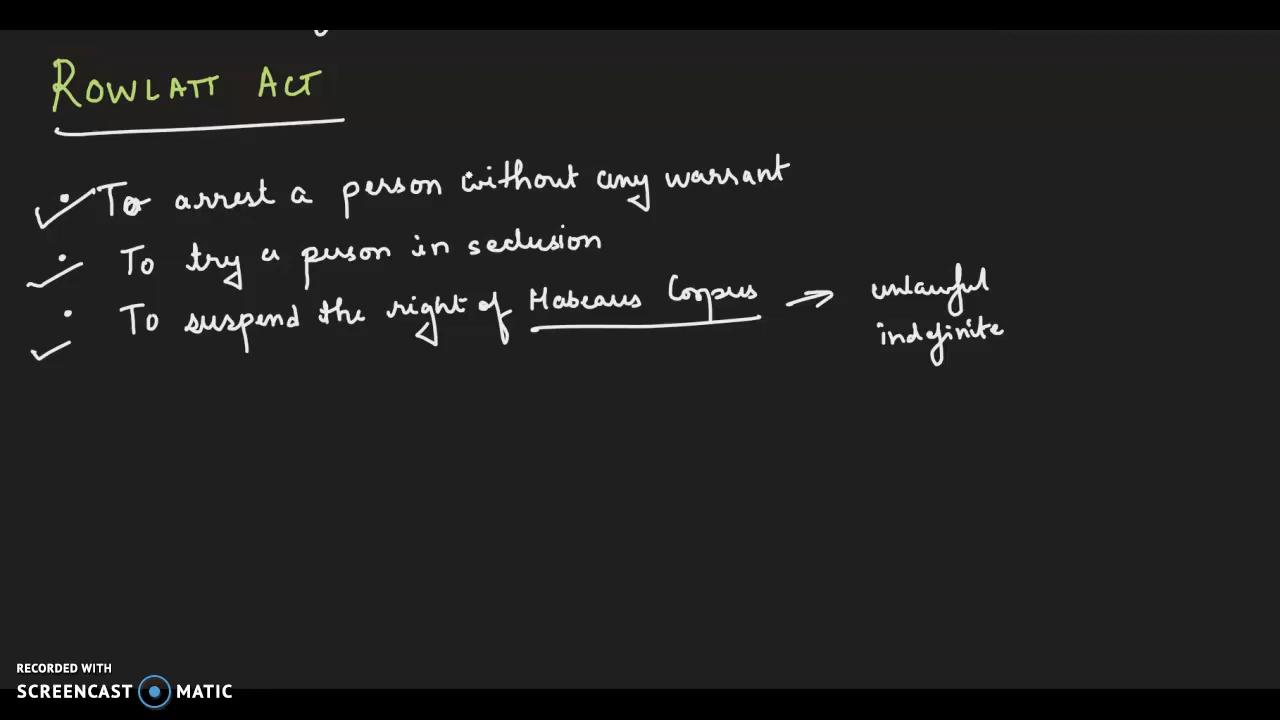 ROWLATT ACT
• To arrest a person without any warrant
• To try a person in seclusion
• To suspend the right of Habeaus Corpus → unlawful
indefinite
RECORDED WITH
SCREENCAST MATIC